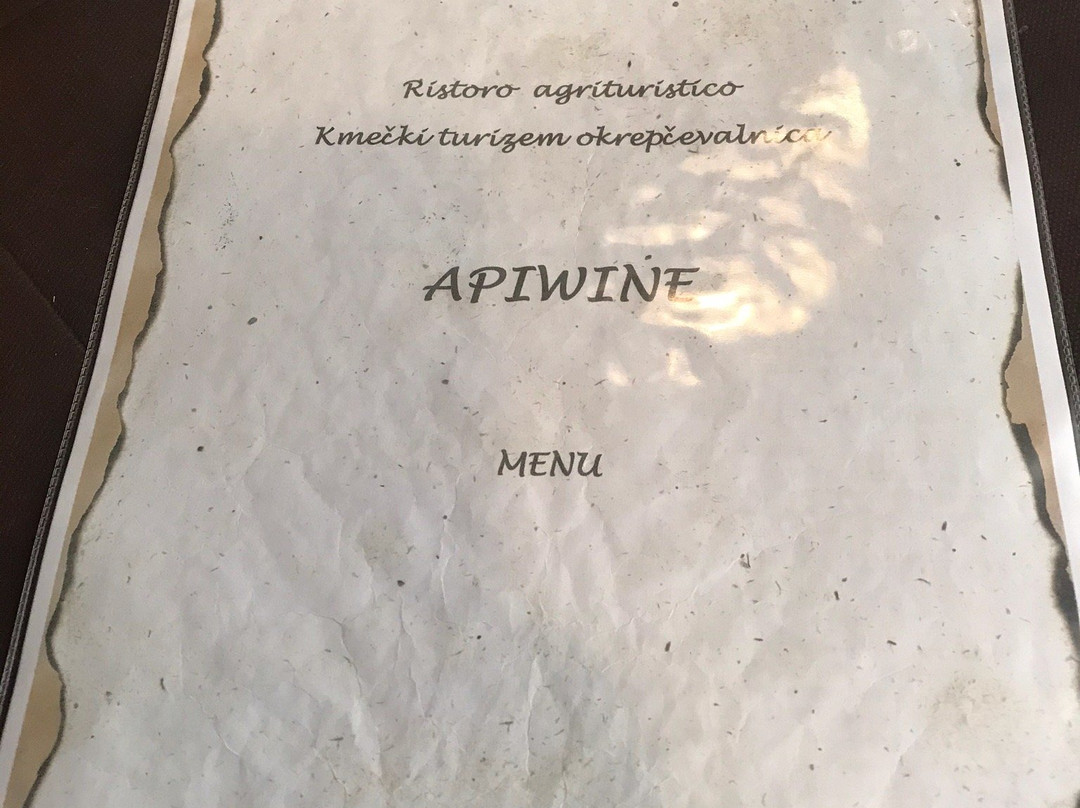 Ristoro agrituristico
Kmečki turizem okrepčevalnica
APIWINE
MENU